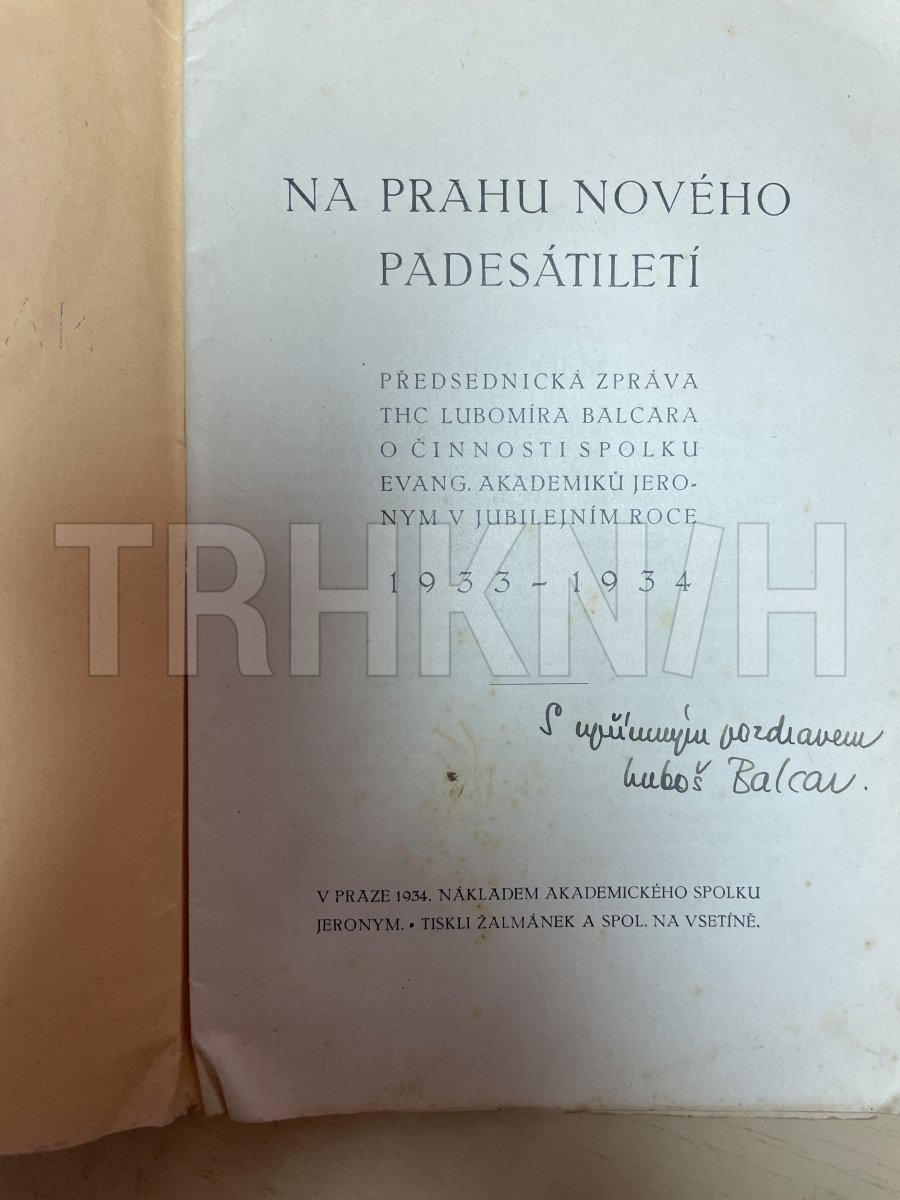 NA PRAHU NOVÉHO
PADESÁTILETÍ
PŘEDSEDNICKÁ ZPRÁVA
THC LUBOMÍRA BALCARA
O ČINNOSTI SPOLKU
EVANG. AKADEMIKŮ JERO-
NYM V JUBILEJNÍM ROCE
1933-1934
TRHKNIH
S upřímným pozdravem
Luboš Balcar.
V PRAZE 1934. NÁKLADEM AKADEMICKÉHO SPOLKU
JERONYM. ▪ TISKLI ŽALMÁNEK A SPOL. NA VSETÍNĚ.